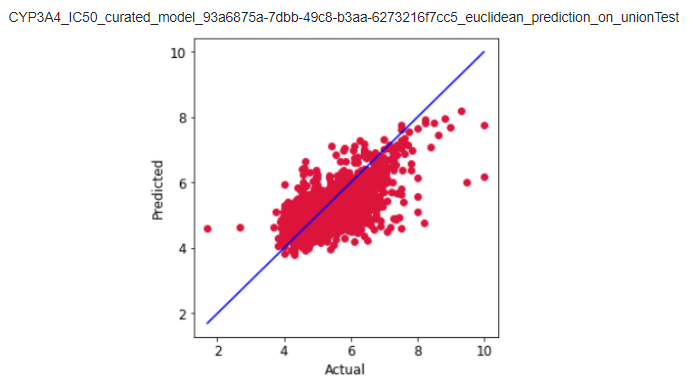 CYP3A4_IC50_curated_model_93a6875a-7dbb-49c8-b3aa-6273216f7cc5_euclidean_prediction_on_unionTest
10
8
6
4
2
Predicted
2 4 6 8 10
Actual